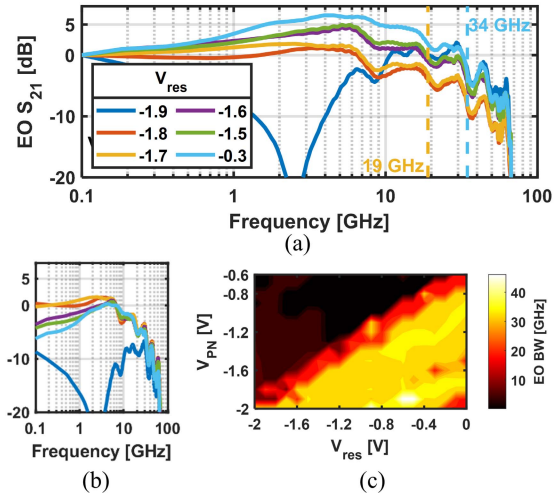 EO S21 [dB]
5
0
-10
-20
34 GHz
19 GHz
Vres
-1.9 -1.6
-1.8 -1.5
-1.7 -0.3
0.1 1 10 100
Frequency [GHz]
(a)
5
0
-10
-20
0.1 1 10 100
Frequency [GHz]
(b)
VPN [V]
-0.6
-0.8
-1.2
-1.6
-2
-2 -1.6 -1.2 -0.8 -0.4 0
Vres [V]
(c)
40
30
20
10
EO BW [GHz]